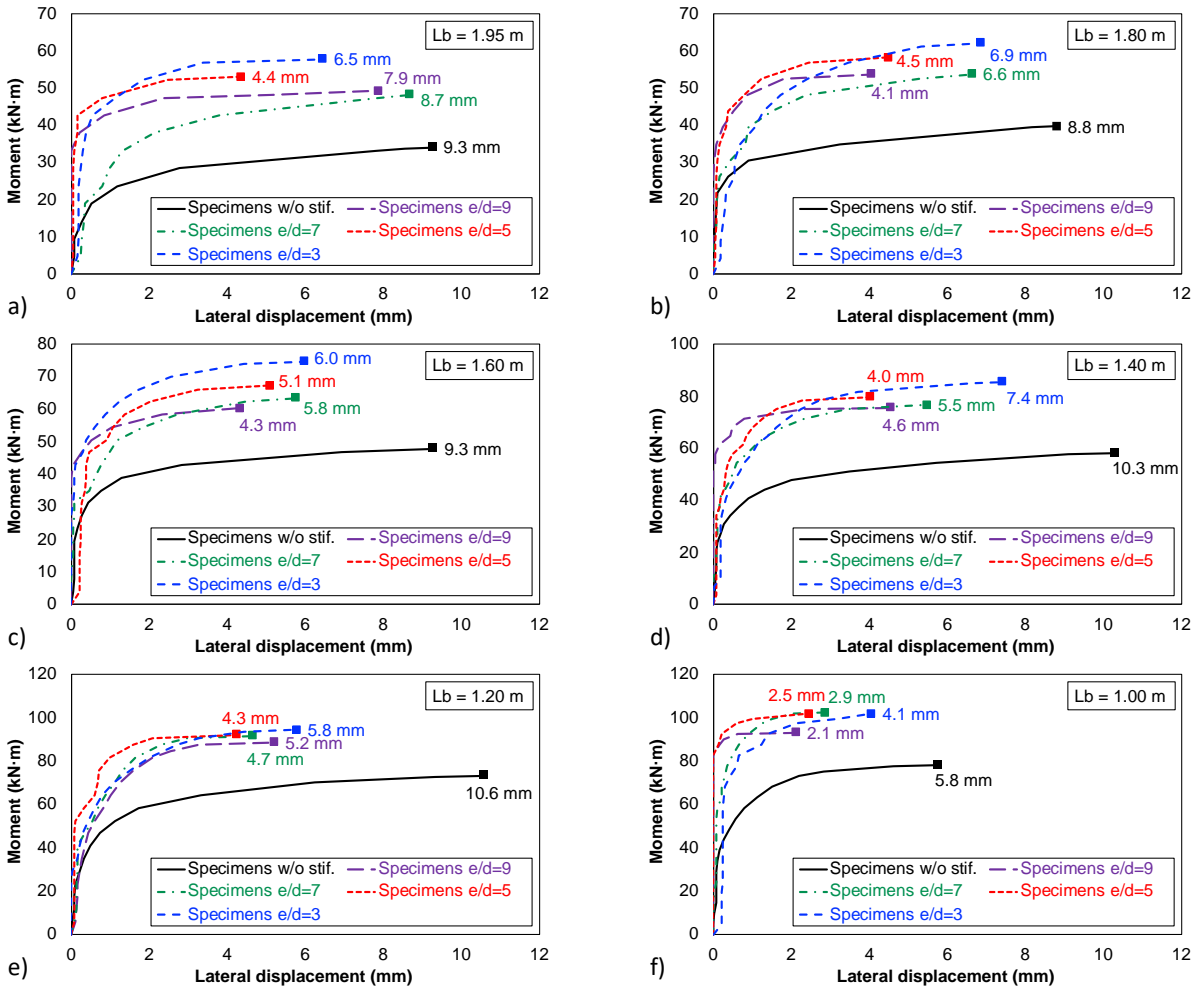 70
60
50
40
30
20
10
0
Moment (kN·m)
Lb = 1.95 m
6.5 mm
4.4 mm
7.9 mm
8.7 mm
9.3 mm
Specimens w/o stif.
Specimens e/d=9
Specimens e/d=7
Specimens e/d=5
Specimens e/d=3
0 2 4 6 8 10 12
Lateral displacement (mm)
a)
70
60
50
40
30
20
10
0
Moment (kN·m)
Lb = 1.80 m
6.9 mm
4.5 mm
6.6 mm
4.1 mm
8.8 mm
Specimens w/o stif.
Specimens e/d=9
Specimens e/d=7
Specimens e/d=5
Specimens e/d=3
0 2 4 6 8 10 12
Lateral displacement (mm)
b)
80
70
60
50
40
30
20
10
0
Moment (kN·m)
Lb = 1.60 m
6.0 mm
5.1 mm
5.8 mm
4.3 mm
9.3 mm
Specimens w/o stif.
Specimens e/d=9
Specimens e/d=7
Specimens e/d=5
Specimens e/d=3
0 2 4 6 8 10 12
Lateral displacement (mm)
c)
100
80
60
40
20
0
Moment (kN·m)
Lb = 1.40 m
4.0 mm
7.4 mm
5.5 mm
4.6 mm
10.3 mm
Specimens w/o stif.
Specimens e/d=9
Specimens e/d=7
Specimens e/d=5
Specimens e/d=3
0 2 4 6 8 10 12
Lateral displacement (mm)
d)
120
100
80
60
40
20
0
Moment (kN·m)
Lb = 1.20 m
4.3 mm
5.8 mm
5.2 mm
4.7 mm
10.6 mm
Specimens w/o stif.
Specimens e/d=9
Specimens e/d=7
Specimens e/d=5
Specimens e/d=3
0 2 4 6 8 10 12
Lateral displacement (mm)
e)
120
100
80
60
40
20
0
Moment (kN·m)
Lb = 1.00 m
2.5 mm
2.9 mm
4.1 mm
2.1 mm
5.8 mm
Specimens w/o stif.
Specimens e/d=9
Specimens e/d=7
Specimens e/d=5
Specimens e/d=3
0 2 4 6 8 10 12
Lateral displacement (mm)
f)